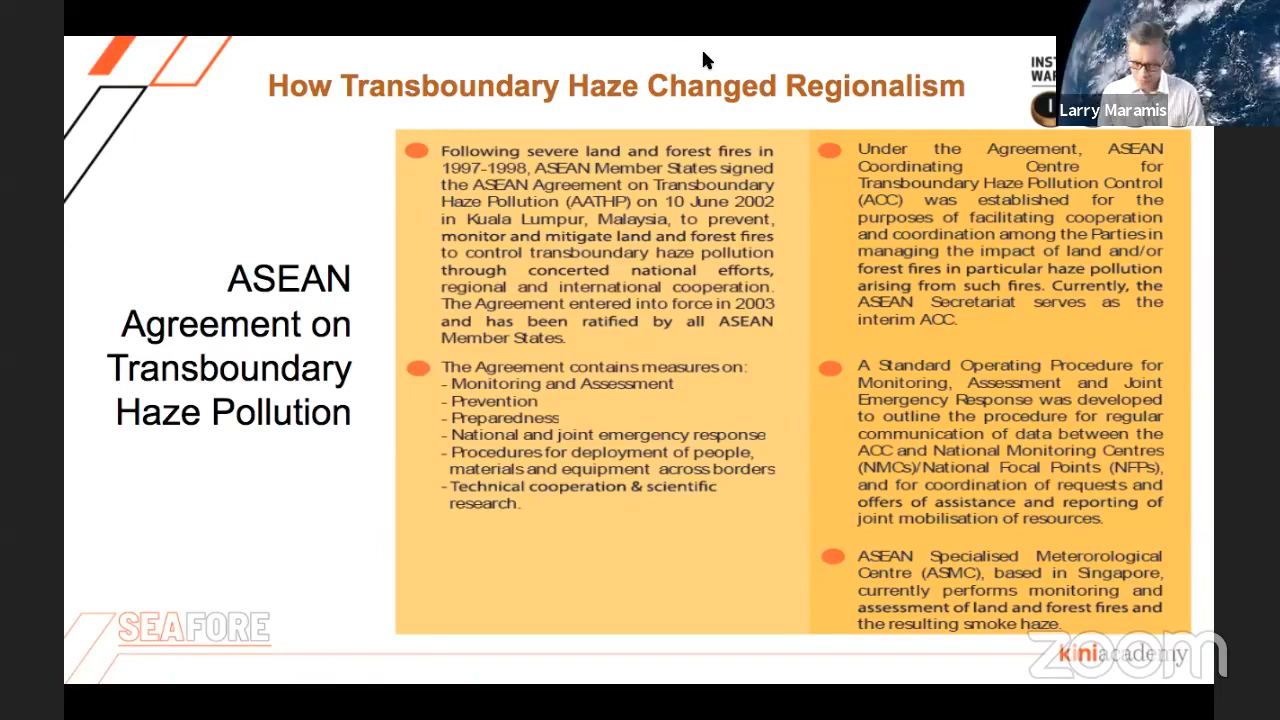 How Transboundary Haze Changed Regionalism
INST
WAR
Larry Maramis
ASEAN
Agreement on
Transboundary
Haze Pollution
Following severe land and forest fires in
1997-1998, ASEAN Member States signed
the ASEAN Agreement on Transboundary
Haze Pollution (AATHP) on 10 June 2002
in Kuala Lumpur, Malaysia, to prevent,
monitor and mitigate land and forest fires
to control transboundary haze pollution
through concerted national efforts,
regional and international cooperation.
The Agreement entered into force in 2003
and has been ratified by all ASEAN
Member States.
The Agreement contains measures on:
- Monitoring and Assessment
- Prevention
- Preparedness
- National and joint emergency response
- Procedures for deployment of people,
materials and equipment across borders
- Technical cooperation & scientific
research.
Under the Agreement, ASEAN
Coordinating Centre for
Transboundary Haze Pollution Control
(ACC) was established for the
purposes of facilitating cooperation
and coordination among the Parties in
managing the impact of land and/or
forest fires in particular haze pollution
arising from such fires. Currently, the
ASEAN Secretariat serves as the
interim ACC.
A Standard Operating Procedure for
Monitoring, Assessment and Joint
Emergency Response was developed
to outline the procedure for regular
communication of data between the
ACC and National Monitoring Centres
(NMCs)/National Focal Points (NFPs),
and for coordination of requests and
offers of assistance and reporting of
joint mobilisation of resources.
ASEAN Specialised Meterorological
Centre (ASMC), based in Singapore,
currently performs monitoring and
assessment of land and forest fires and
the resulting smoke haze.
SEAFORE
kiniacademy
zoom